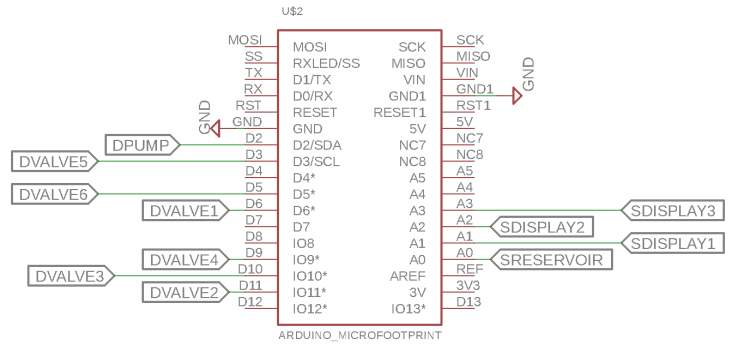 U$2
MOSI MOSI SCK SCK
SS RXLED/SS MISO MISO
TX D1/TX VIN VIN
RX D0/RX GND1 GND1 GND
RST RESET RESET1 RST1
GND GND GND 5V 5V
DPUMP D2 D2/SDA NC7 NC7
DVALVE5 D3 D3/SCL NC8 NC8
D4 D4* A5 A5
DVALVE6 D5 D5* A4 A4
DVALVE1 D6 D6* A3 A3 SDISPLAY3
D7 D7 A2 A2 SDISPLAY2
D8 IO8 A1 A1 SDISPLAY1
DVALVE4 D9 IO9* A0 A0 SRESERVOIR
DVALVE3 D10 IO10* AREF REF
DVALVE2 D11 IO11* 3V 3V3
D12 IO12* IO13* D13
ARDUINO_MICROFOOTPRINT